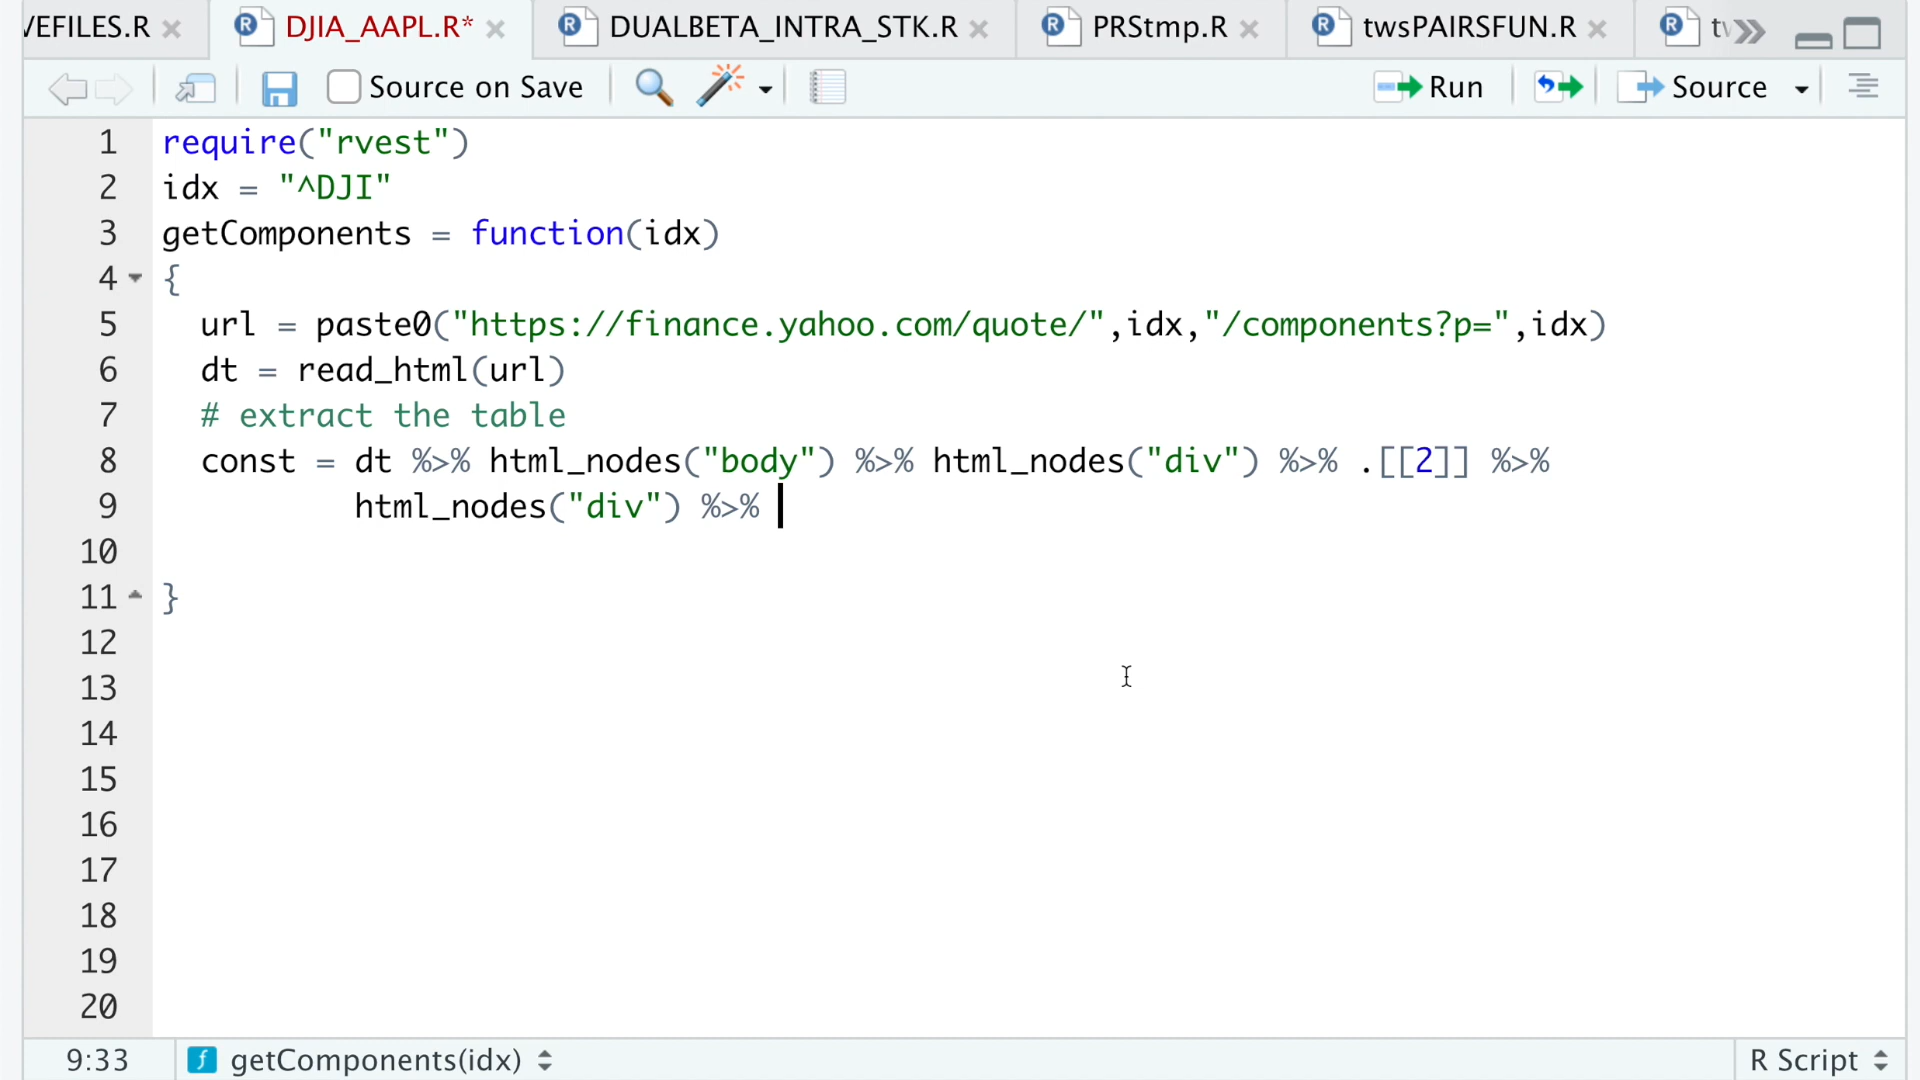 VEFILES.R DJIA_AAPL.R* DUALBETA_INTRA_STK.R PRStmp.R twsPAIRSFUN.R
Source on Save Run Source
1 require("rvest")
2 idx = "^DJI"
3 getComponents = function(idx)
4 {
5 url = paste0("https://finance.yahoo.com/quote/",idx,"/components?p=",idx)
6 dt = read_html(url)
7 # extract the table
8 const = dt %>% html_nodes("body") %>% html_nodes("div") %>% .[[2]] %>%
9 html_nodes("div") %>%
10
11 }
12
13
14
15
16
17
18
19
20
9:33 getComponents(idx) R Script